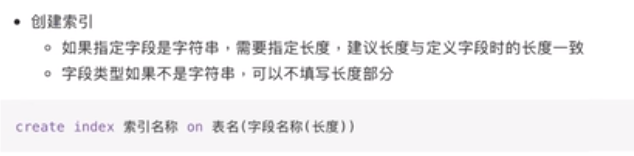 创建索引
如果指定字段是字符串，需要指定长度，建议长度与定义字段时的长度一致
字段类型如果不是字符串，可以不填写长度部分
create index 索引名称 on 表名(字段名称(长度))